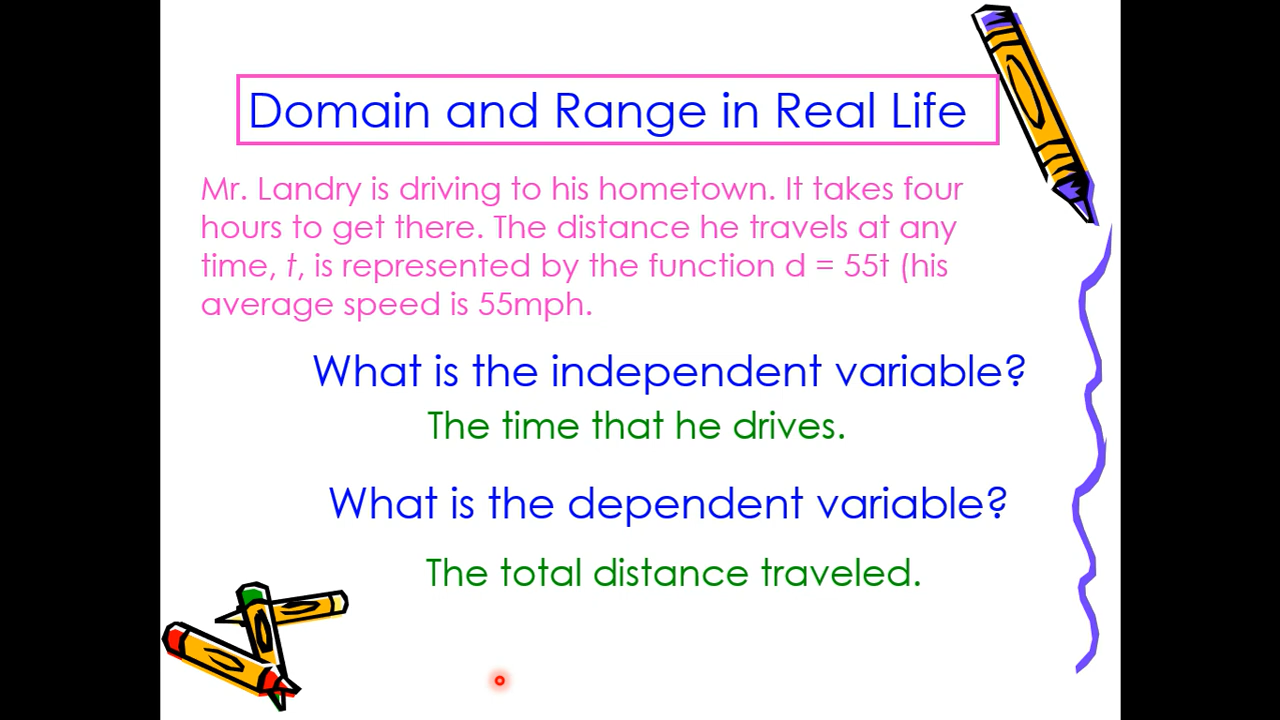 Domain and Range in Real Life
Mr. Landry is driving to his hometown. It takes four
hours to get there. The distance he travels at any
time, t, is represented by the function d = 55t (his
average speed is 55mph.
What is the independent variable?
The time that he drives.
What is the dependent variable?
The total distance traveled.